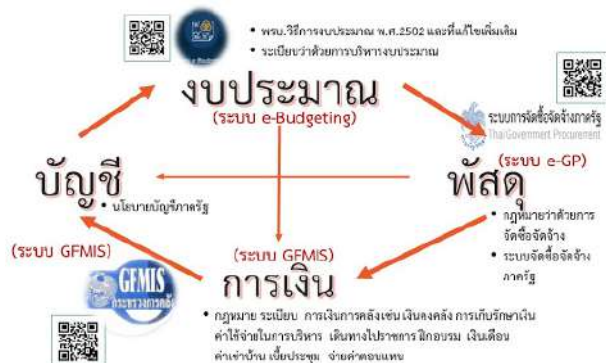 • พรบ.วิธีการงบประมาณ พ.ศ.2502 และที่แก้ไขเพิ่มเติม
• ระเบียบว่าด้วยการบริหารงบประมาณ
งบประมาณ
(ระบบ e-Budgeting)
ระบบการจัดซื้อจัดจ้างภาครัฐ
Thai Government Procurement
(ระบบ e-GP)
บัญชี
• นโยบายบัญชีภาครัฐ
พัสดุ
• กฎหมายว่าด้วยการ
จัดซื้อจัดจ้าง
• ระบบจัดซื้อจัดจ้าง
ภาครัฐ
(ระบบ GFMIS)
(ระบบ GFMIS)
การเงิน
GFMIS
กระทรวงการคลัง
• กฎหมาย ระเบียบ การเงินการคลังเช่น เงินคงคลัง การเก็บรักษาเงิน
ค่าใช้จ่ายในการบริหาร เดินทางไปราชการ ฝึกอบรม เงินเดือน
ค่าเช่าบ้าน เบี้ยประชุม จ่ายค่าตอบแทน